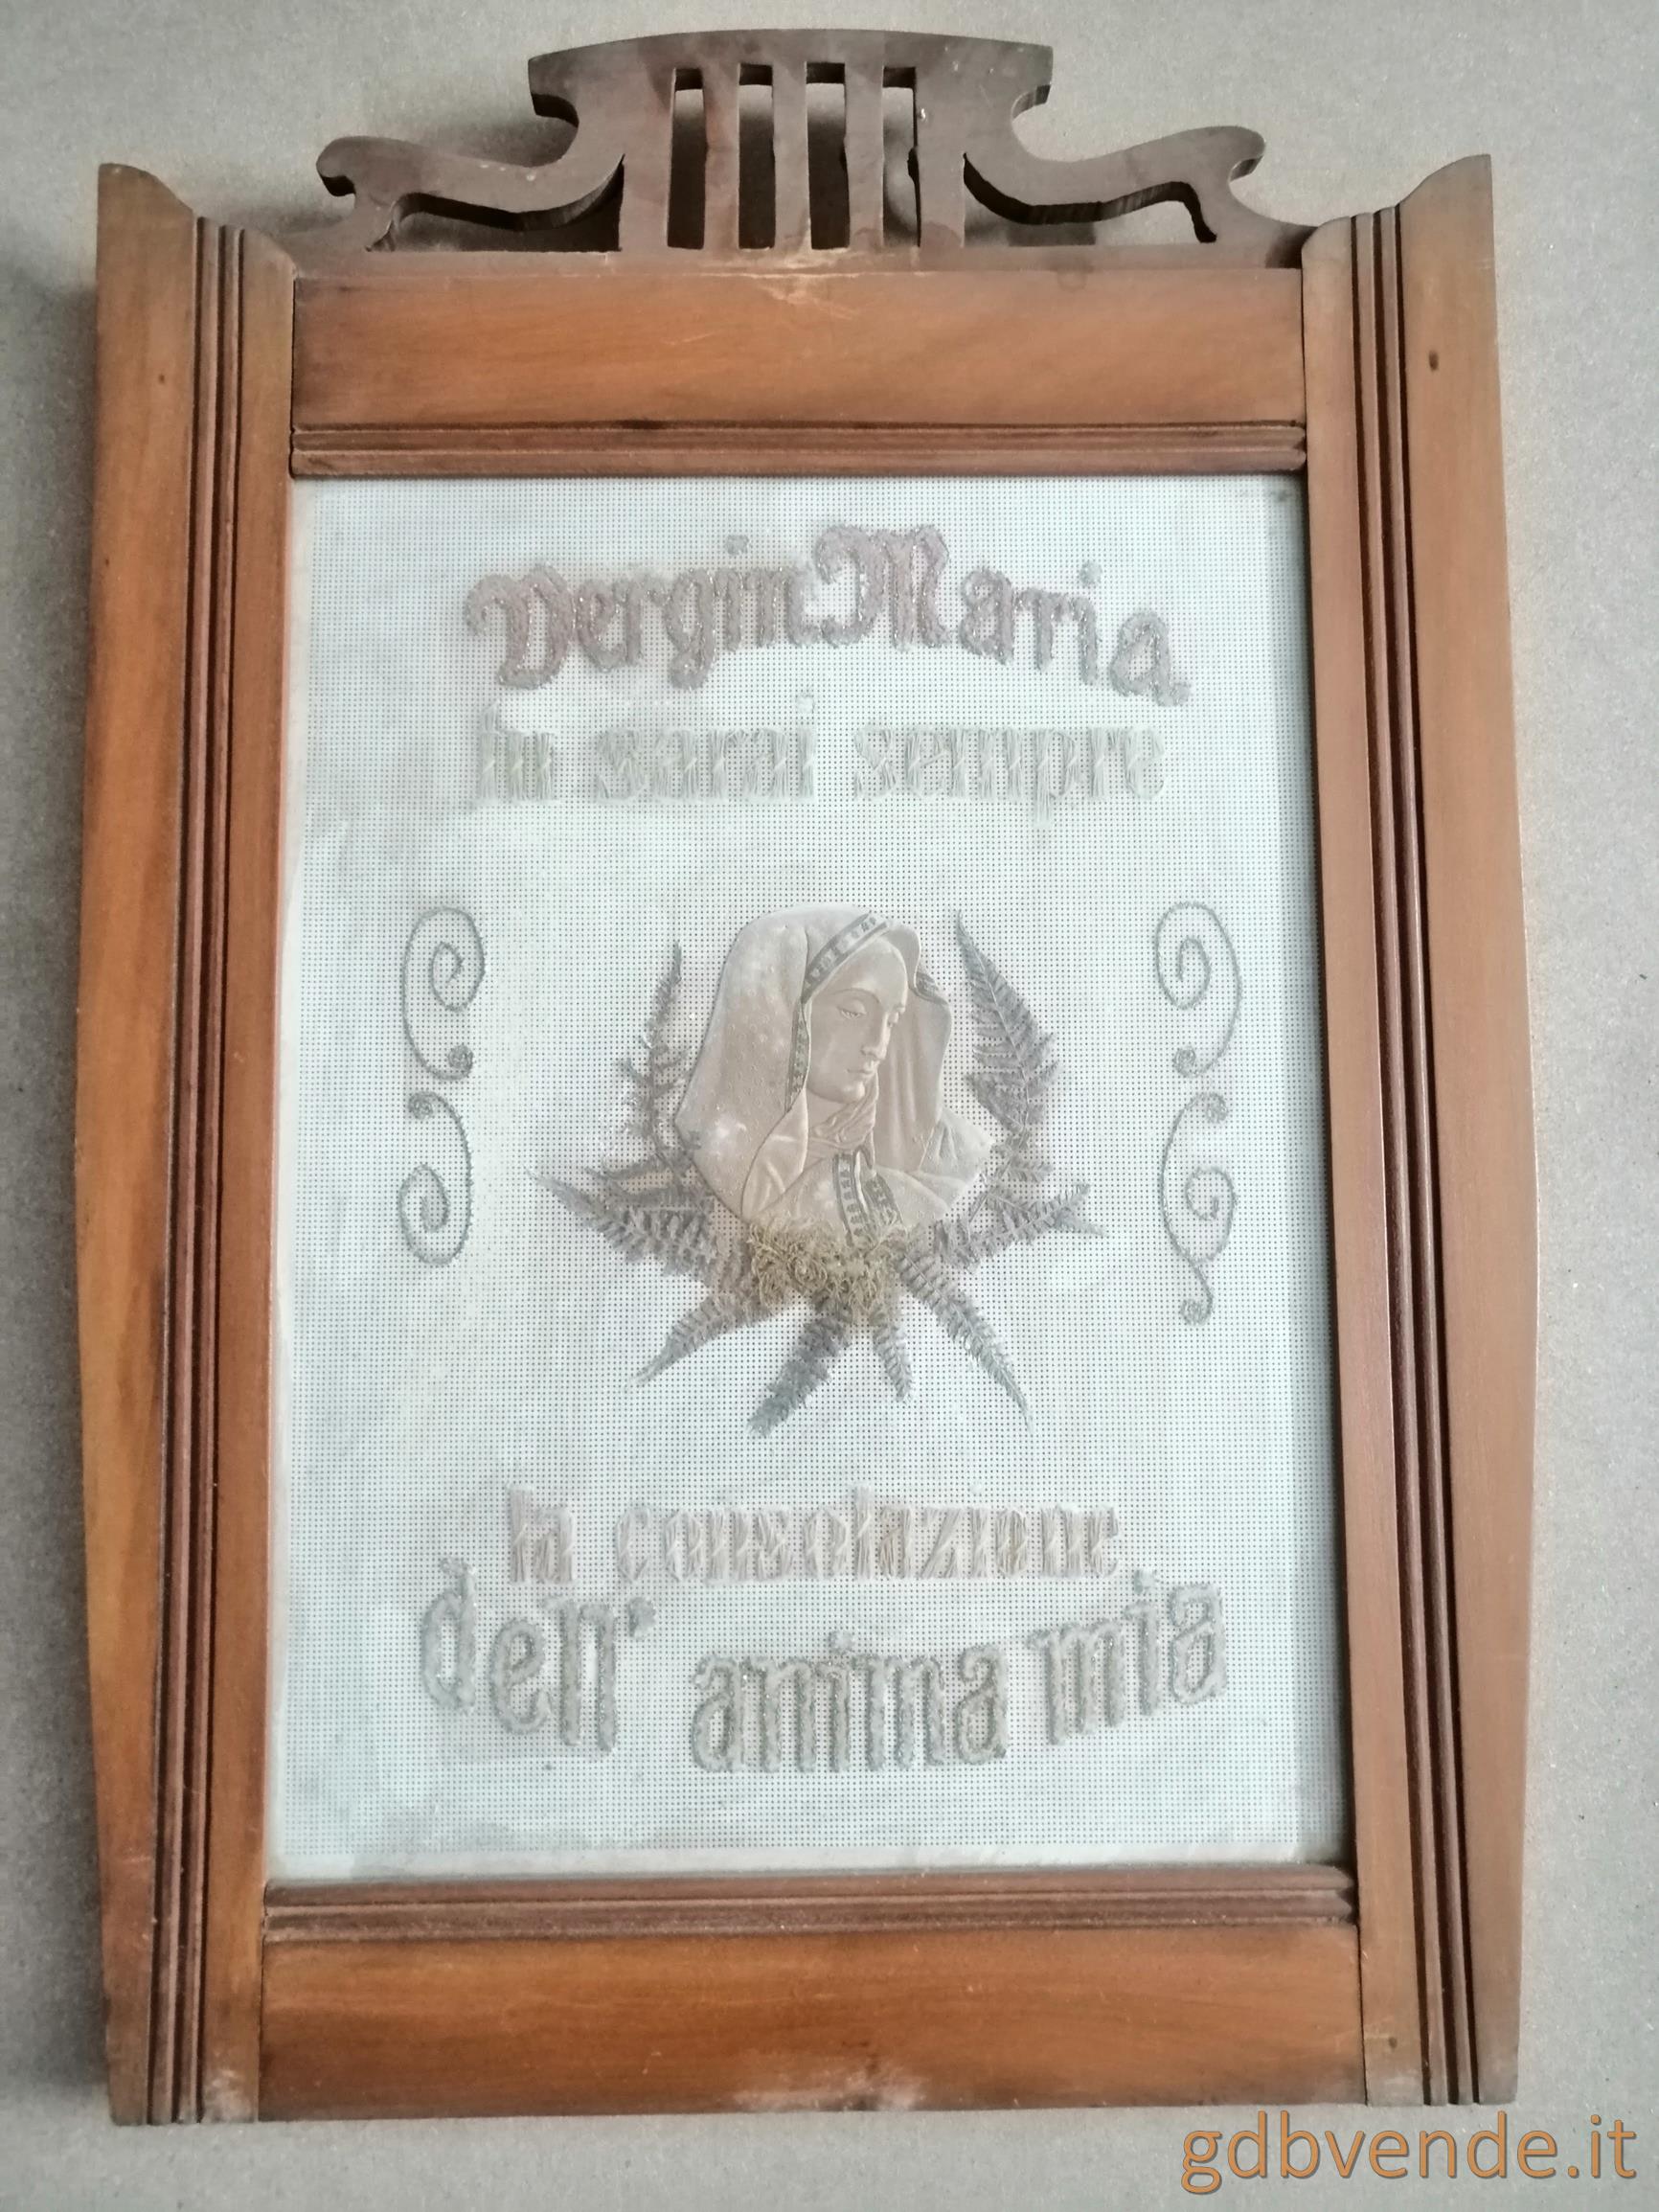 Vergin Maria
tu sarai sempre
la consolazione
dell' anima mia
gdbvende.it